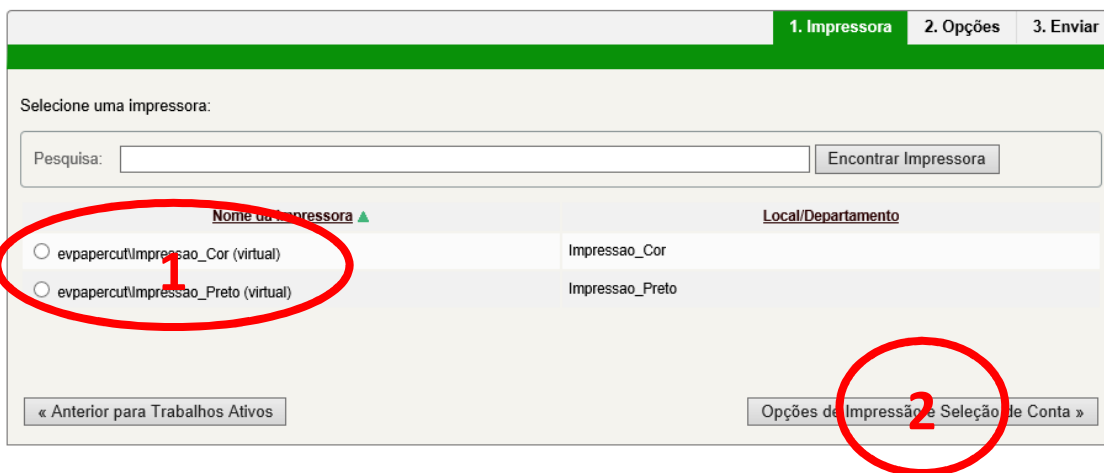 1. Impressora 2. Opções 3. Enviar
Selecione uma impressora:
Pesquisa: Encontrar Impressora
Nome da Impressora Local/Departamento
evpapercut\Impressao_Cor (virtual) Impressao_Cor
1
evpapercut\Impressao_Preto (virtual) Impressao_Preto
« Anterior para Trabalhos Ativos Opções de Impressão e Seleção de Conta »
2